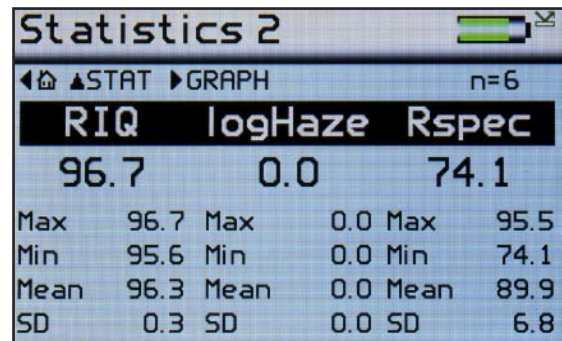 Statistics 2
◀⌂ ▲STAT ▶GRAPH n=6
RIQ logHaze Rspec
96.7 0.0 74.1
Max 96.7 Max 0.0 Max 95.5
Min 95.6 Min 0.0 Min 74.1
Mean 96.3 Mean 0.0 Mean 89.9
SD 0.3 SD 0.0 SD 6.8